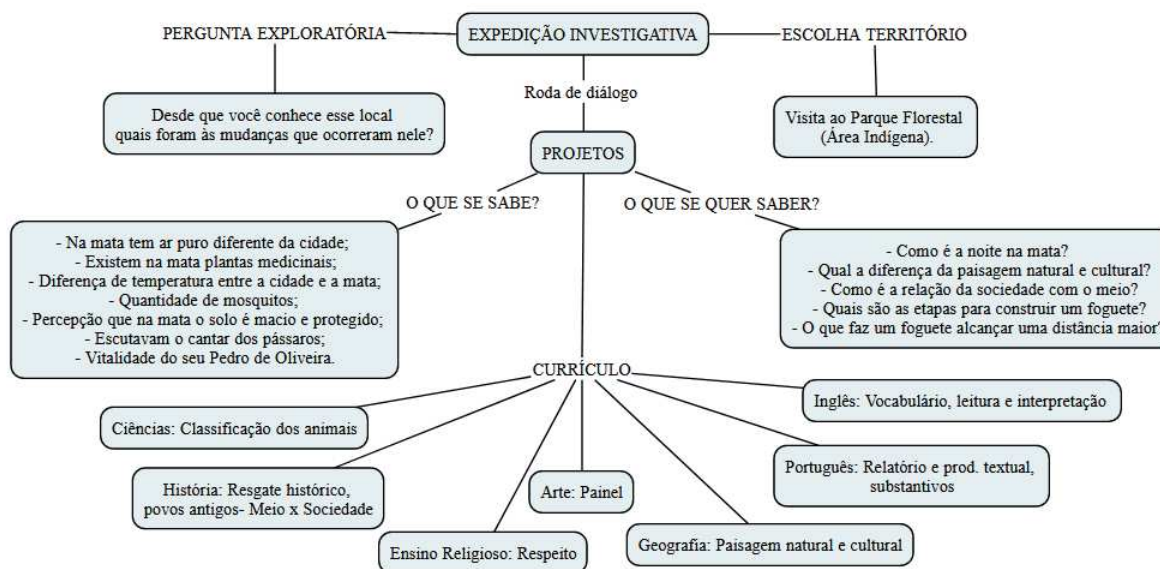 PERGUNTA EXPLORATÓRIA
EXPEDIÇÃO INVESTIGATIVA
ESCOLHA TERRITÓRIO
Desde que você conhece esse local
quais foram às mudanças que ocorreram nele?
Roda de diálogo
Visita ao Parque Florestal
(Área Indígena).
PROJETOS
O QUE SE SABE?
O QUE SE QUER SABER?
- Na mata tem ar puro diferente da cidade;
- Existem na mata plantas medicinais;
- Diferença de temperatura entre a cidade e a mata;
- Quantidade de mosquitos;
- Percepção que na mata o solo é macio e protegido;
- Escutavam o cantar dos pássaros;
- Vitalidade do seu Pedro de Oliveira.
- Como é a noite na mata?
- Qual a diferença da paisagem natural e cultural?
- Como é a relação da sociedade com o meio?
- Quais são as etapas para construir um foguete?
- O que faz um foguete alcançar uma distância maior?
CURRÍCULO
Ciências: Classificação dos animais
História: Resgate histórico,
povos antigos- Meio x Sociedade
Ensino Religioso: Respeito
Arte: Painel
Geografia: Paisagem natural e cultural
Português: Relatório e prod. textual,
substantivos
Inglês: Vocabulário, leitura e interpretação